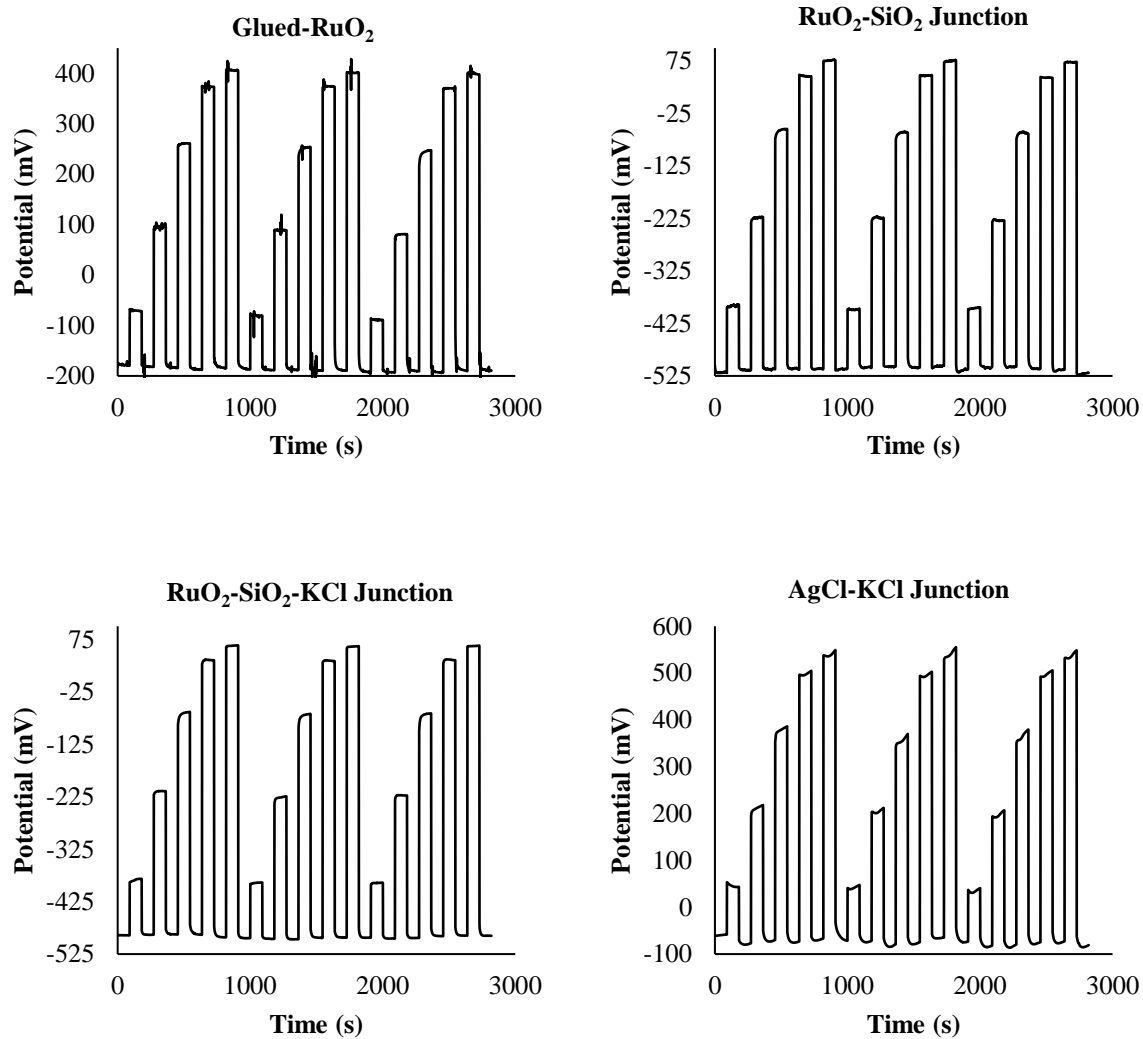 Glued-RuO₂
400
300
200
100
0
-100
-200
Potential (mV)
0 1000 2000 3000
Time (s)
RuO₂-SiO₂ Junction
75
-25
-125
-225
-325
-425
-525
Potential (mV)
0 1000 2000 3000
Time (s)
RuO₂-SiO₂-KCl Junction
75
-25
-125
-225
-325
-425
-525
Potential (mV)
0 1000 2000 3000
Time (s)
AgCl-KCl Junction
600
500
400
300
200
100
0
-100
Potential (mV)
0 1000 2000 3000
Time (s)